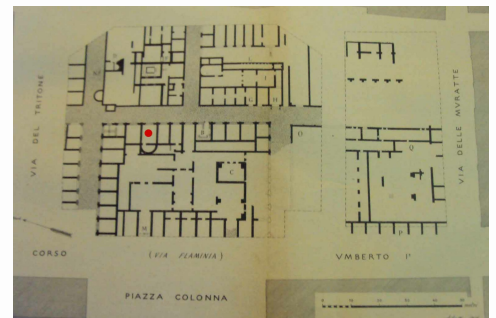 VIA DEL TRITONE
VIA DELLE MVRATTE
G
H
B
O
C
Q
P
CORSO
(VIA FLAMINIA)
VMBERTO I°
PIAZZA COLONNA